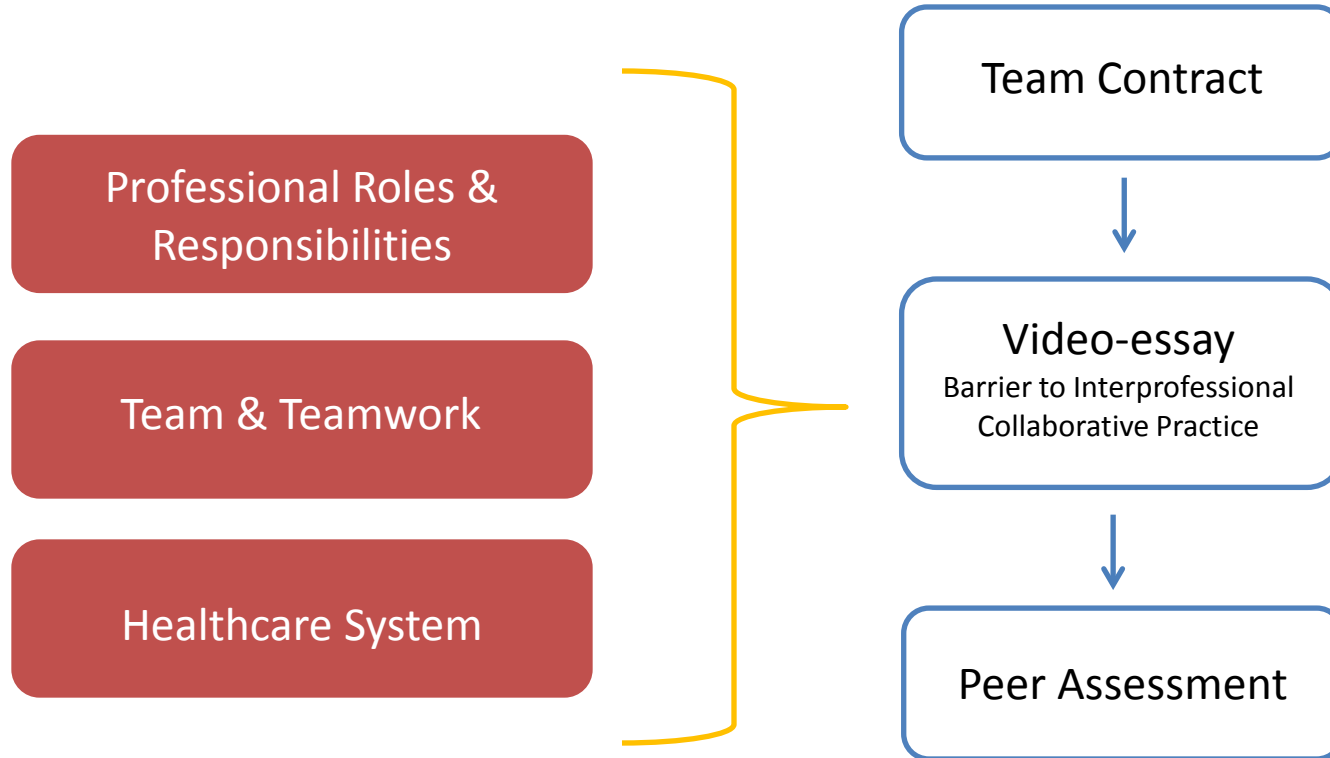 Professional Roles &
Responsibilities
Team & Teamwork
Healthcare System
Team Contract
Video-essay
Barrier to Interprofessional
Collaborative Practice
Peer Assessment